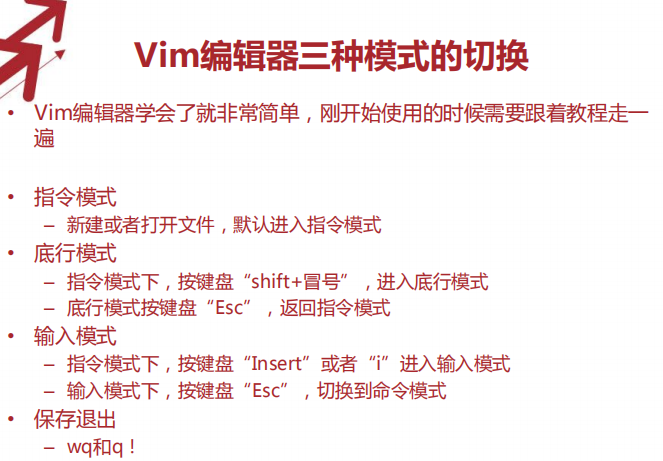 Vim编辑器三种模式的切换
• Vim编辑器学会了就非常简单，刚开始使用的时候需要跟着教程走一
遍
• 指令模式
– 新建或者打开文件，默认进入指令模式
• 底行模式
– 指令模式下，按键盘“shift+冒号”，进入底行模式
– 底行模式按键盘“Esc”，返回指令模式
• 输入模式
– 指令模式下，按键盘“Insert”或者“i”进入输入模式
– 输入模式下，按键盘“Esc”，切换到命令模式
• 保存退出
– wq和q！